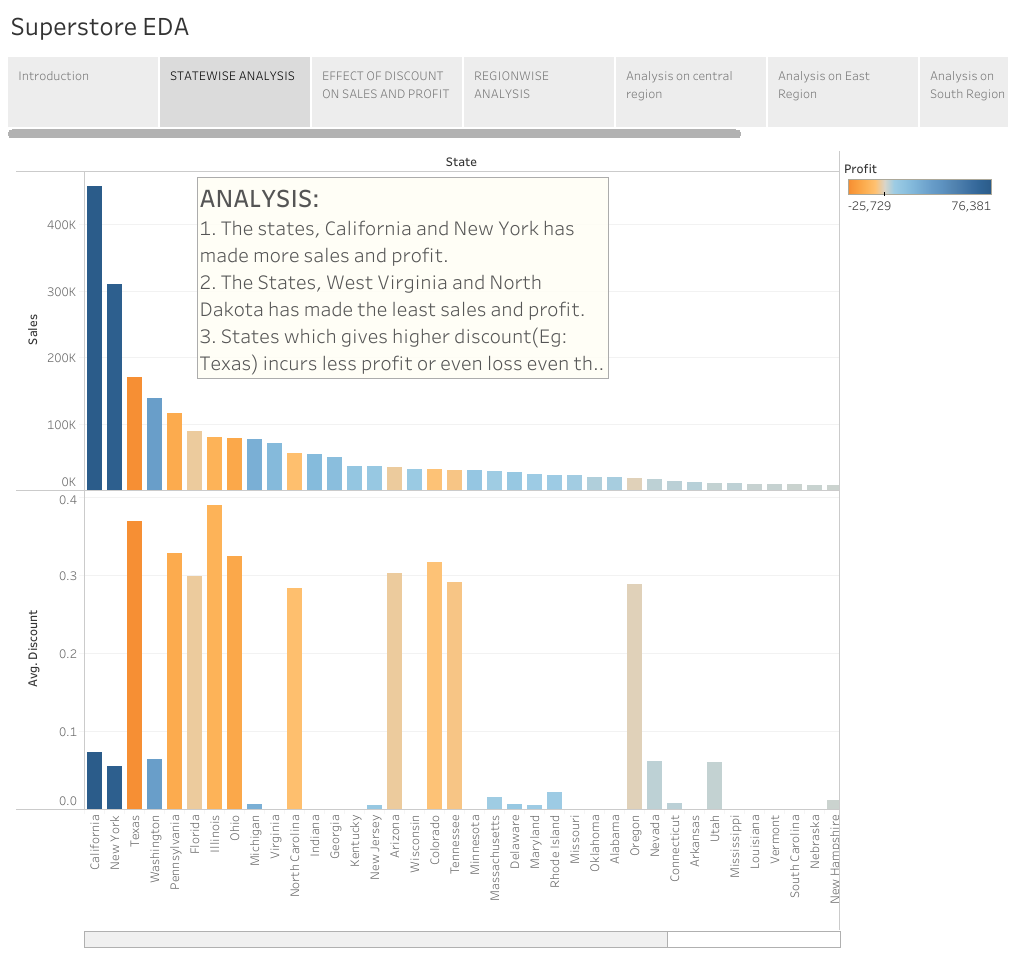 Superstore EDA
Introduction
STATEWISE ANALYSIS
EFFECT OF DISCOUNT
ON SALES AND PROFIT
REGIONWISE
ANALYSIS
Analysis on central
region
Analysis on East
Region
Analysis on
South Region
State
Profit
-25,729 76,381
ANALYSIS:
1. The states, California and New York has
made more sales and profit.
2. The States, West Virginia and North
Dakota has made the least sales and profit.
3. States which gives higher discount(Eg:
Texas) incurs less profit or even loss even th..
Sales
400K
300K
200K
100K
0K
Avg. Discount
0.4
0.3
0.2
0.1
0.0
California
New York
Texas
Washington
Pennsylvania
Florida
Illinois
Ohio
Michigan
Virginia
North Carolina
Indiana
Georgia
Kentucky
New Jersey
Arizona
Wisconsin
Colorado
Tennessee
Minnesota
Massachusetts
Delaware
Maryland
Rhode Island
Missouri
Oklahoma
Alabama
Oregon
Nevada
Connecticut
Arkansas
Utah
Mississippi
Louisiana
Vermont
South Carolina
Nebraska
New Hampshire